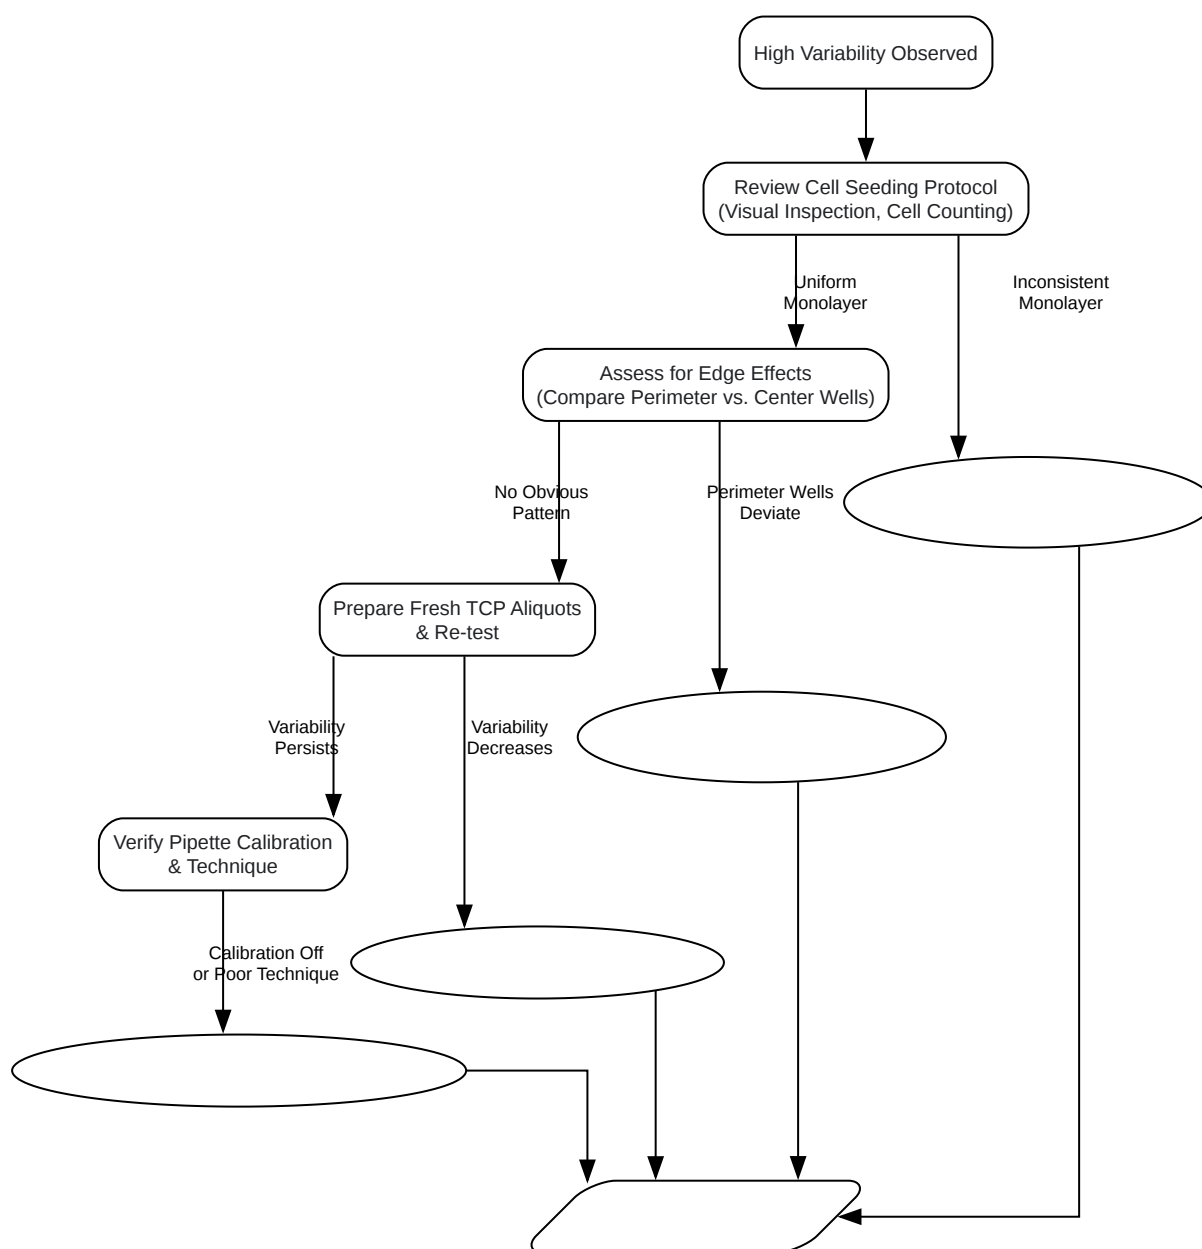 High Variability Observed
Review Cell Seeding Protocol
(Visual Inspection, Cell Counting)
Uniform
Monolayer
Inconsistent
Monolayer
Assess for Edge Effects
(Compare Perimeter vs. Center Wells)
No Obvious
Pattern
Perimeter Wells
Deviate
Prepare Fresh TCP Aliquots
& Re-test
Variability
Persists
Variability
Decreases
Verify Pipette Calibration
& Technique
Calibration Off
or Poor Technique